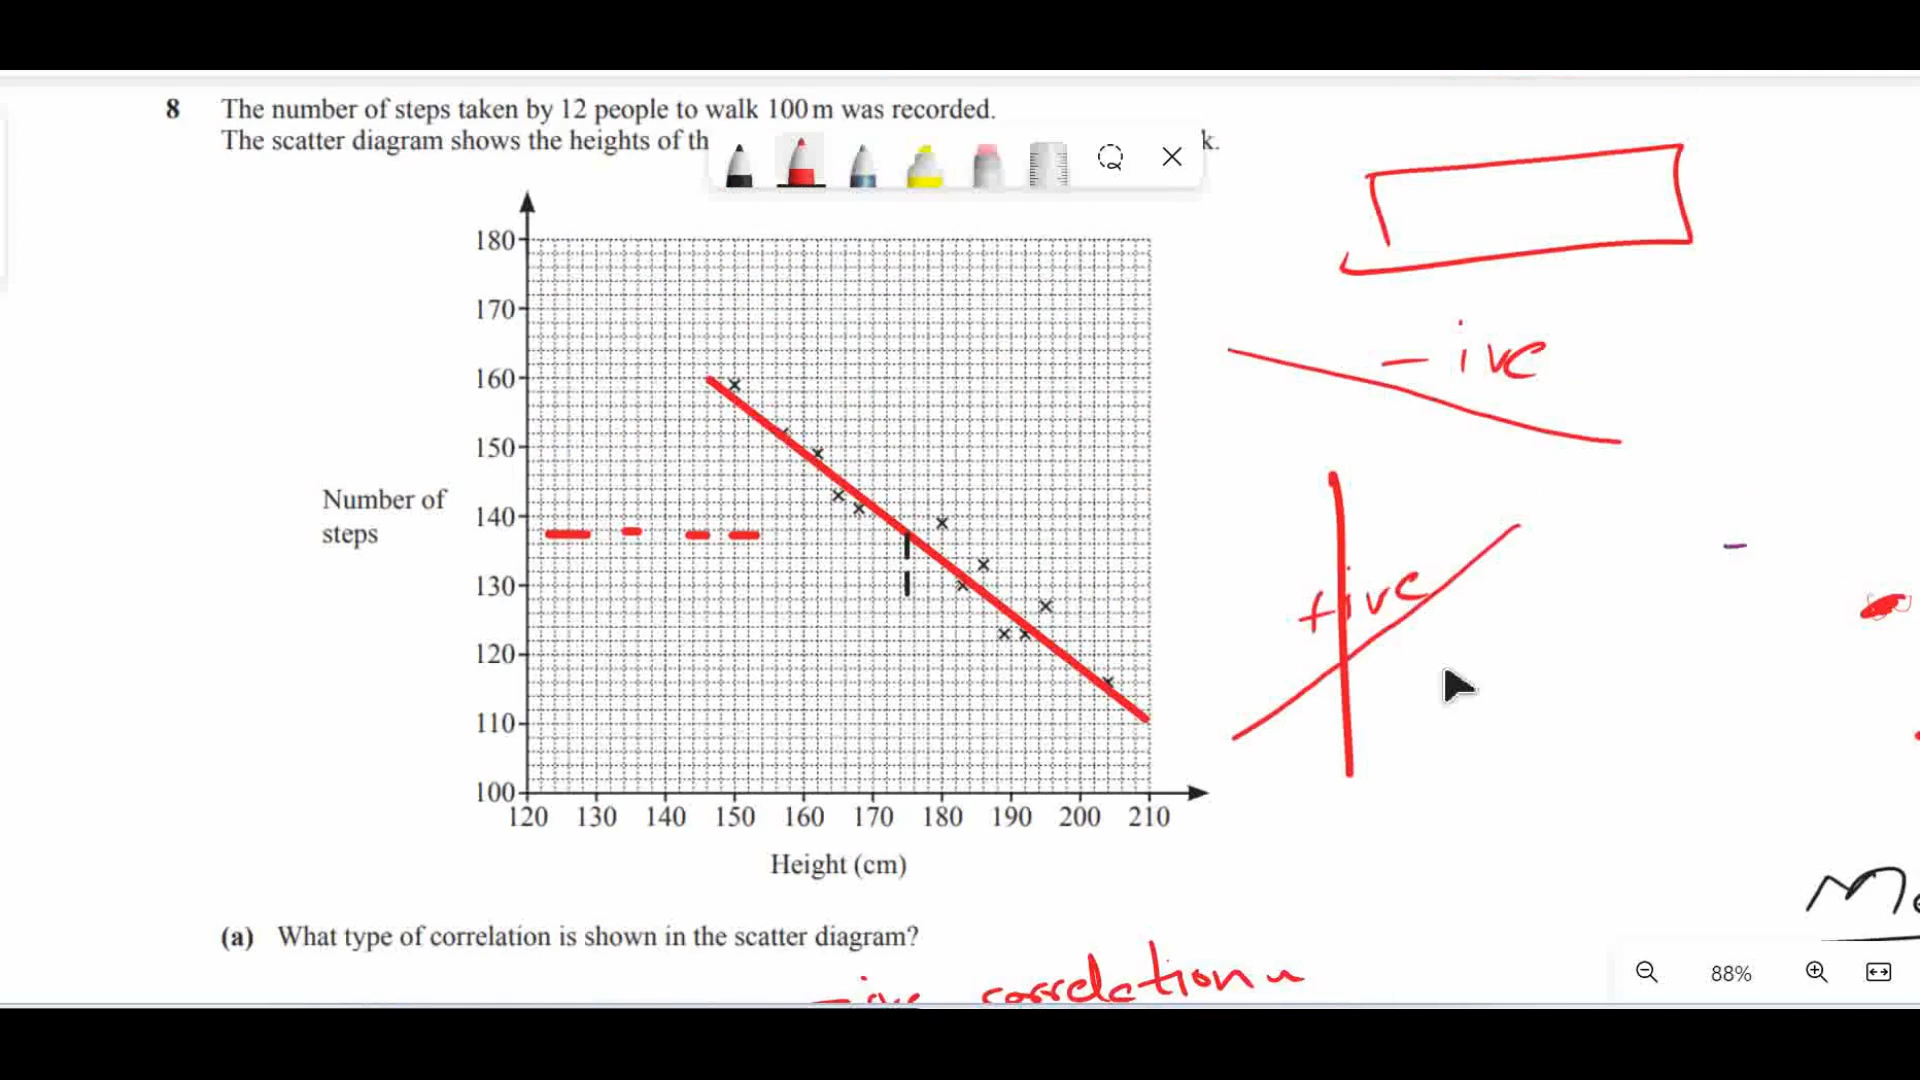 8 The number of steps taken by 12 people to walk 100 m was recorded.
The scatter diagram shows the heights of th k.
180
170
160
150
Number of
steps
140
130
120
110
100
120 130 140 150 160 170 180 190 200 210
Height (cm)
- ive
+ive
(a) What type of correlation is shown in the scatter diagram?
-ive correlation
88%